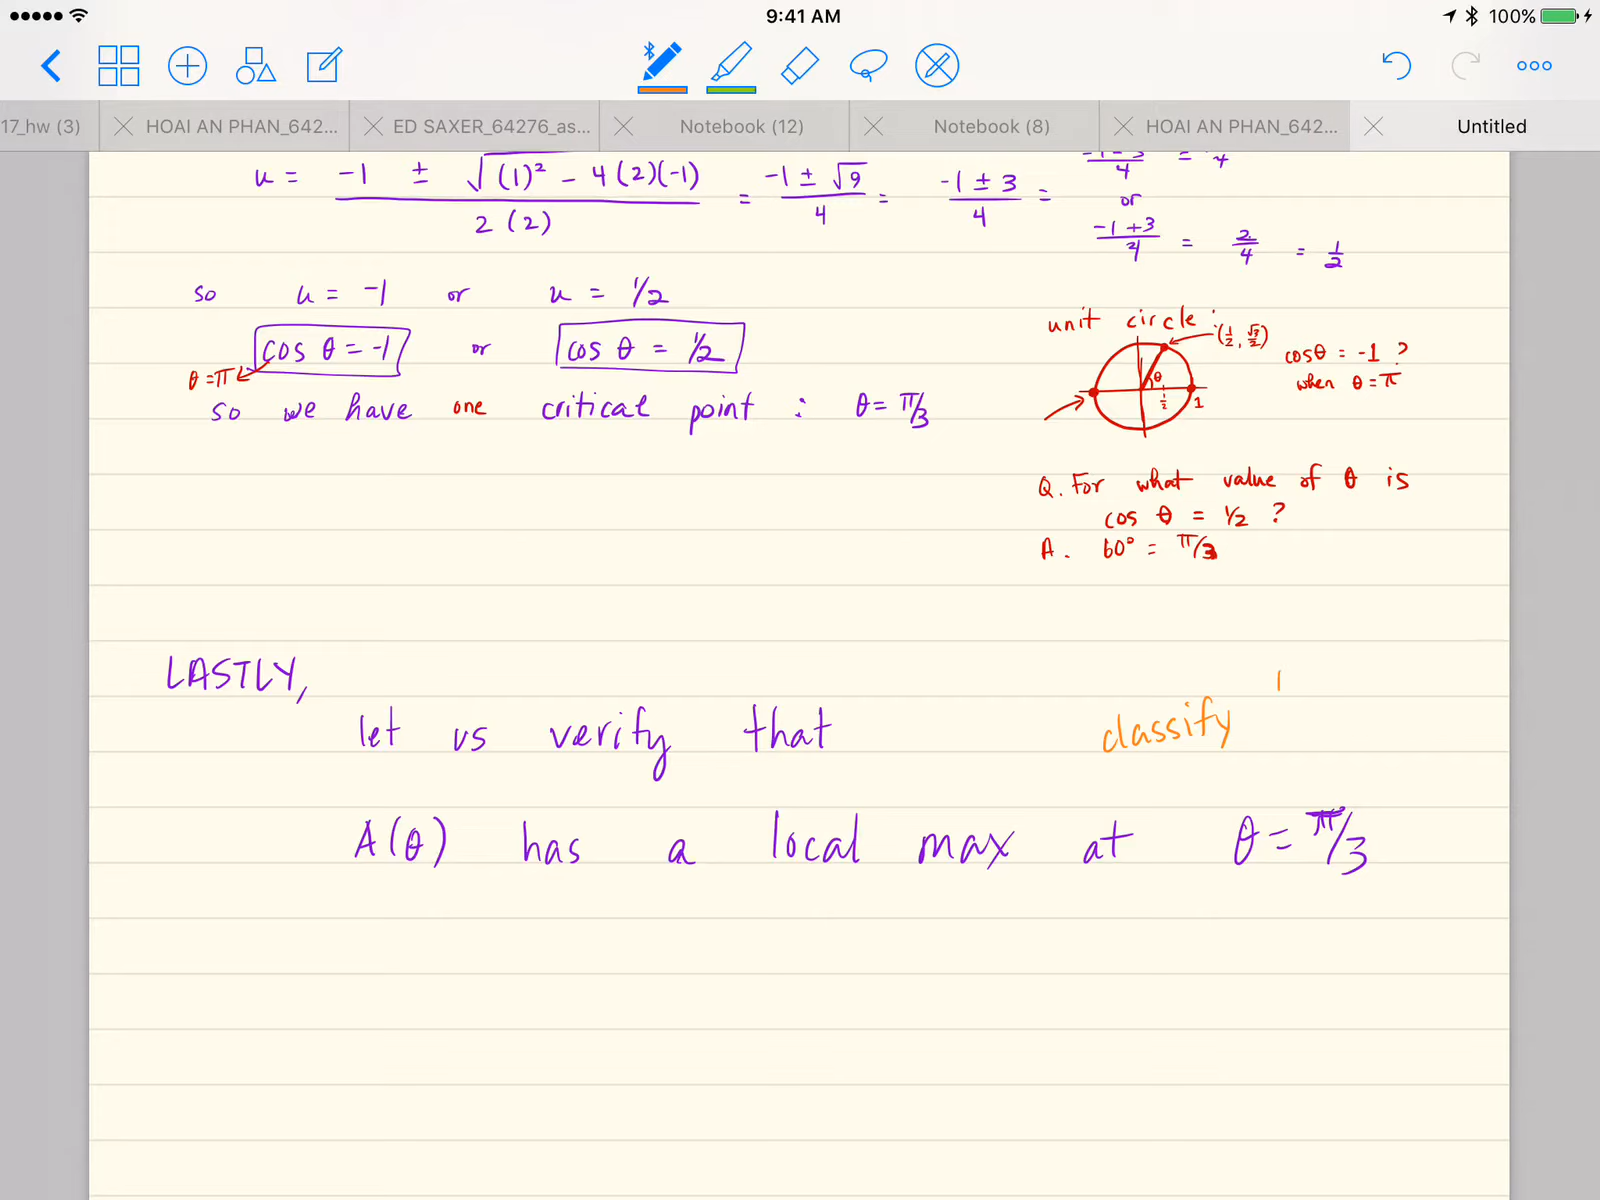 9:41 AM
100%
17_hw (3)
HOAI AN PHAN_642...
ED SAXER_64276_as...
Notebook (12)
Notebook (8)
HOAI AN PHAN_642...
Untitled
u = -1 ± √(1)² - 4(2)(-1) / 2(2) = -1 ± √9 / 4 = -1 ± 3 / 4 =
or
-1+3/4 = 2/4 = 1/2
so u = -1 or u = 1/2
cos θ = -1 or cos θ = 1/2
θ = π
so we have one critical point : θ = π/3
unit circle :
(1/2, √3/2)
θ
1/2
1
cosθ = -1 ?
when θ = π
Q. For what value of θ is
cos θ = 1/2 ?
A. 60° = π/3
LASTLY,
let us verify that
classify
A(θ) has a local max at θ = π/3